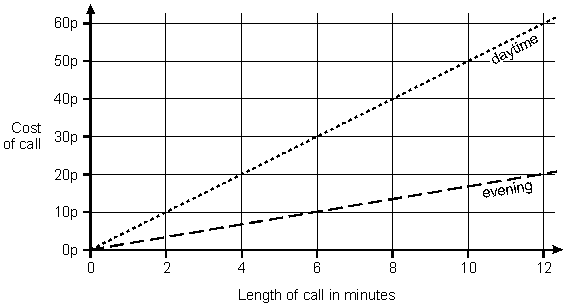 60p
50p
40p
30p
20p
10p
0p
Cost
of call
daytime
evening
0 2 4 6 8 10 12
Length of call in minutes